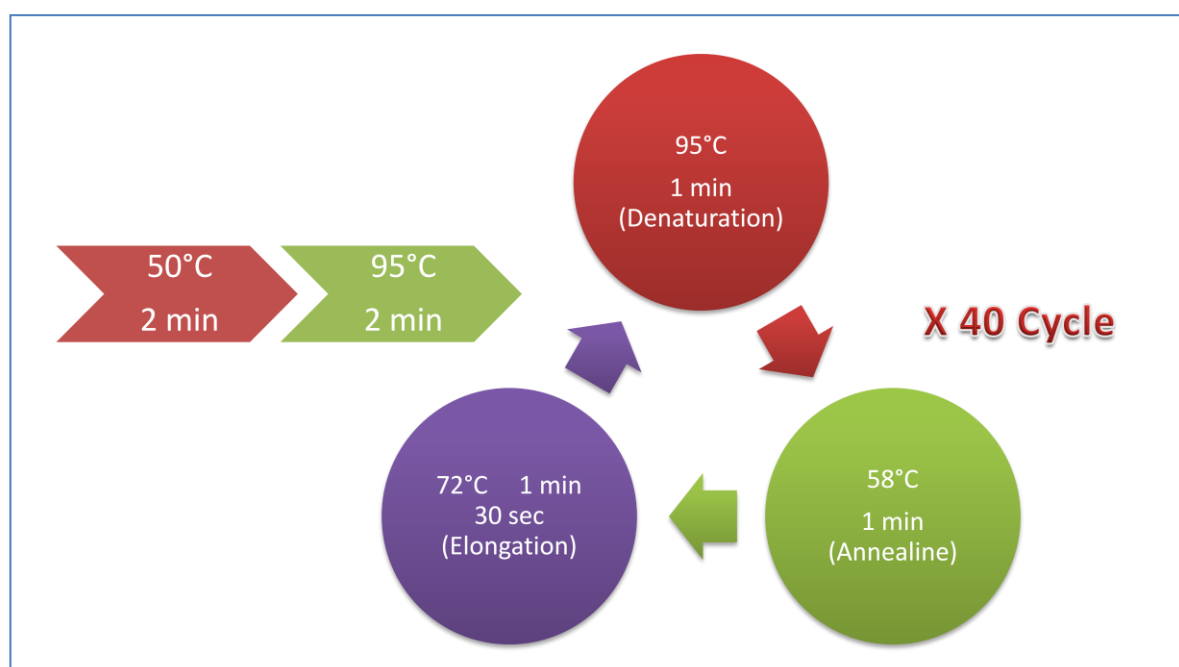 50°C
2 min
95°C
2 min
95°C
1 min
(Denaturation)
X 40 Cycle
58°C
1 min
(Annealine)
72°C 1 min
30 sec
(Elongation)